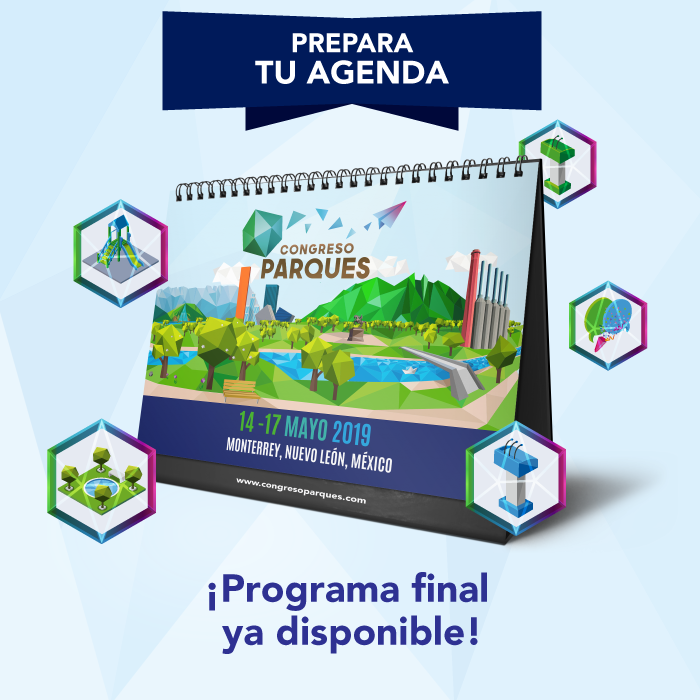 PREPARA
TU AGENDA
CONGRESO
PARQUES
14 -17 MAYO 2019
MONTERREY, NUEVO LEÓN, MÉXICO
www.congresoparques.com
¡Programa final
ya disponible!